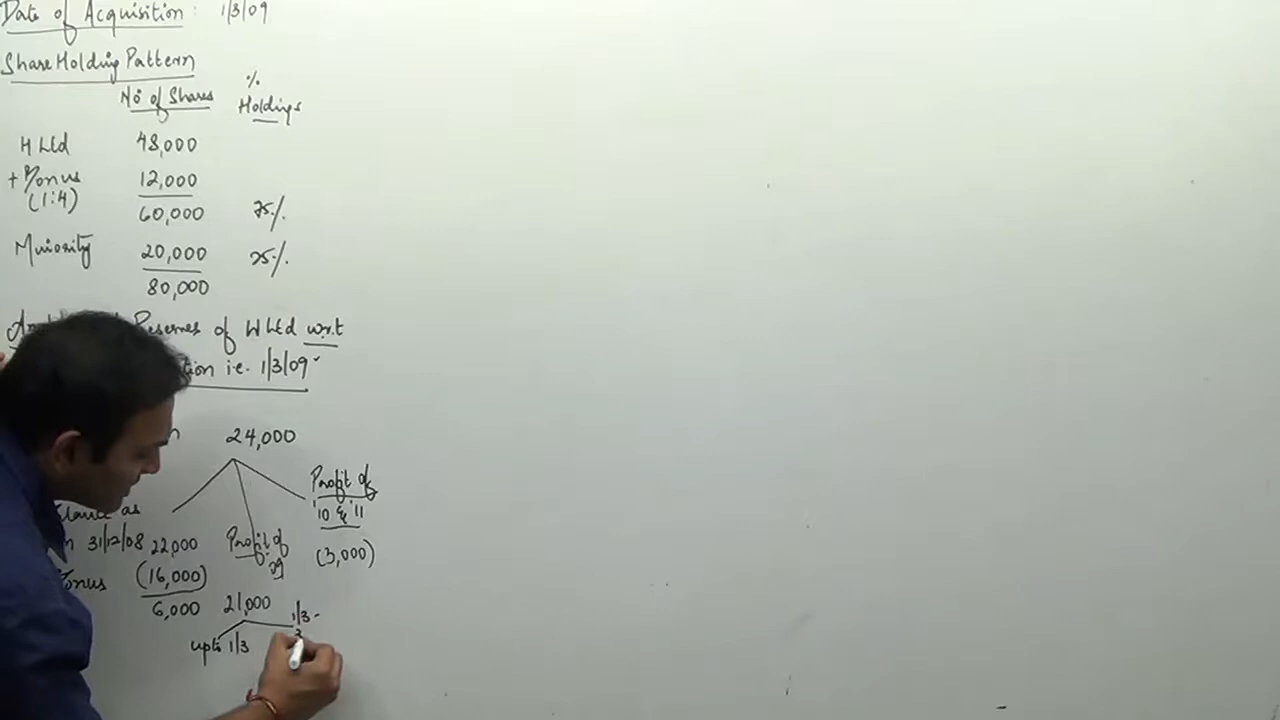 Date of Acquisition : 1/3/09
ShareHolding Pattern
No of Shares
% Holdings
H Ltd 48,000
+ Bonus 12,000
(1:4)
60,000 75%
Minority 20,000 25%
80,000
Reserves of W Ltd w.r.t
i.e. 1/3/09
24,000
as
31/12/08 22,000
(16,000)
6,000
Profit of
09
21,000
upto 1/3
1/3 -
Profit of
'10 & '11
(3,000)